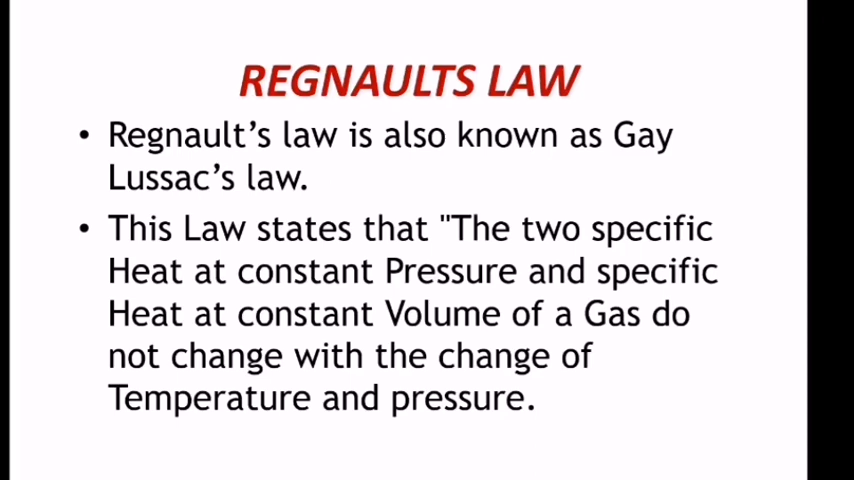 REGNAULTS LAW
• Regnault’s law is also known as Gay
Lussac’s law.
• This Law states that "The two specific
Heat at constant Pressure and specific
Heat at constant Volume of a Gas do
not change with the change of
Temperature and pressure.